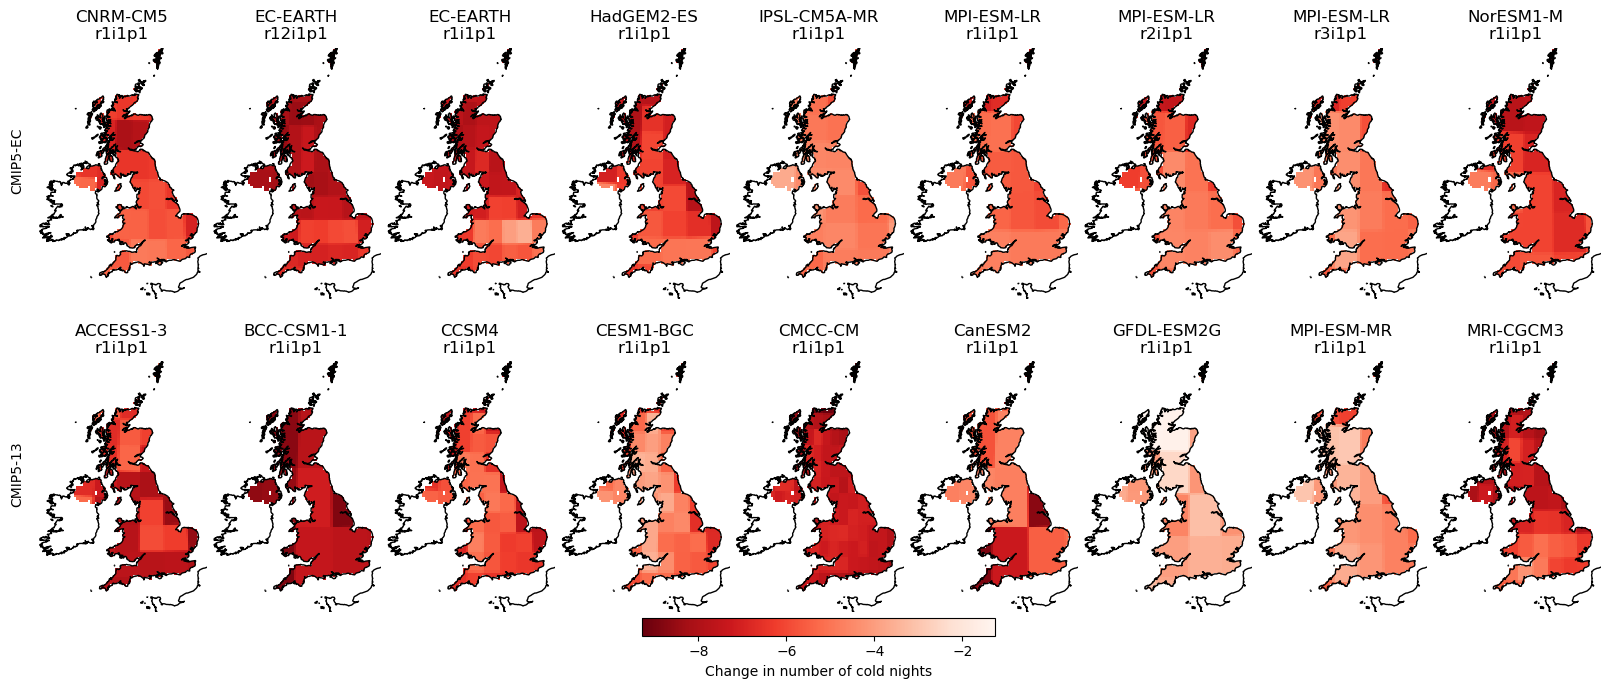 CNRM-CM5 EC-EARTH EC-EARTH HadGEM2-ES IPSL-CM5A-MR MPI-ESM-LR MPI-ESM-LR MPI-ESM-LR NorESM1-M
r1i1p1 r12i1p1 r1i1p1 r1i1p1 r1i1p1 r1i1p1 r2i1p1 r3i1p1 r1i1p1
CMIP5-EC
ACCESS1-3 BCC-CSM1-1 CCSM4 CESM1-BGC CMCC-CM CanESM2 GFDL-ESM2G MPI-ESM-MR MRI-CGCM3
r1i1p1 r1i1p1 r1i1p1 r1i1p1 r1i1p1 r1i1p1 r1i1p1 r1i1p1 r1i1p1
CMIP5-13
−8 −6 −4 −2
Change in number of cold nights